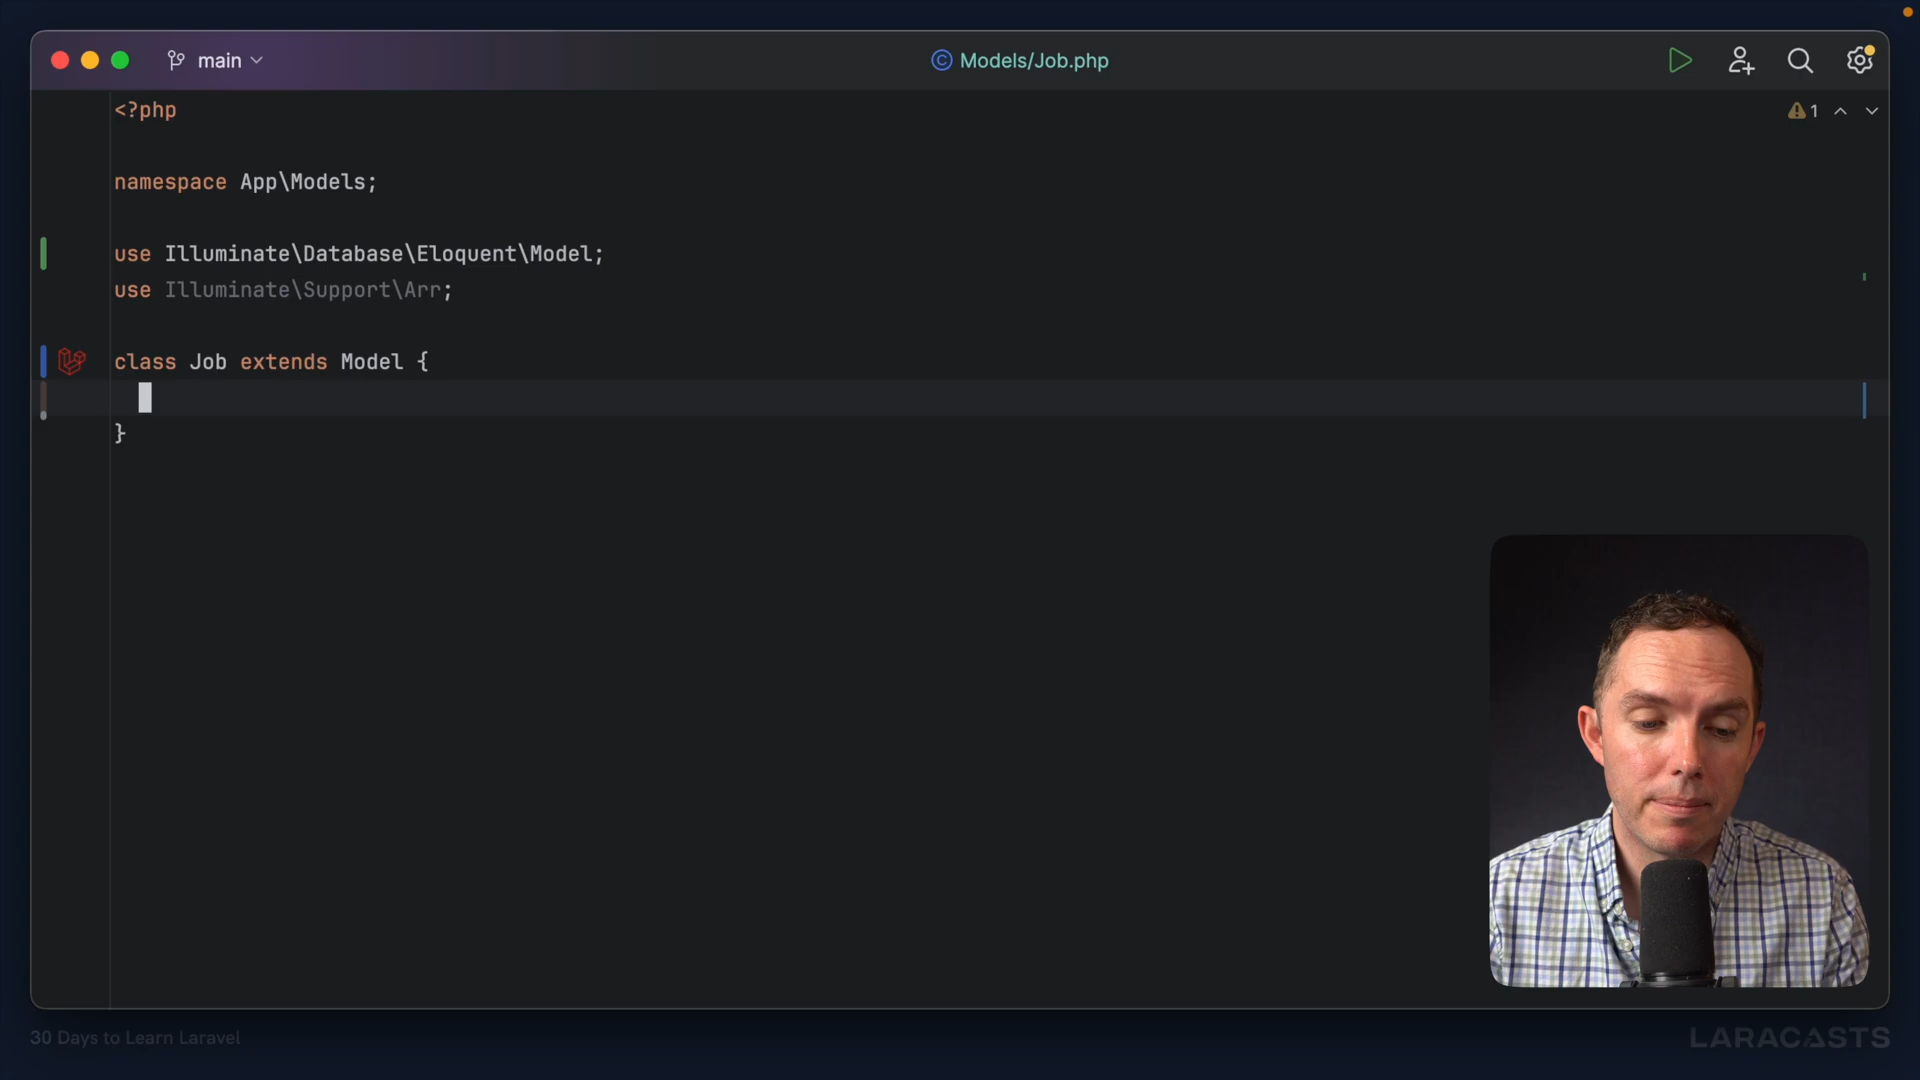 main
Models/Job.php
<?php
1
namespace App\Models;
use Illuminate\Database\Eloquent\Model;
use Illuminate\Support\Arr;
class Job extends Model {
}
30 Days to Learn Laravel
LARACASTS